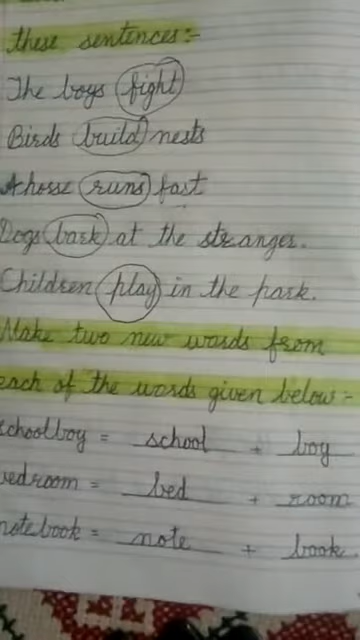 these sentences:-
The boys fight
Birds build nests
A horse runs fast
Dogs bark at the stranger.
Children play in the park.
Make two new words from
each of the words given below:-
schoolboy = school + boy
bedroom = bed + room
notebook = note + book